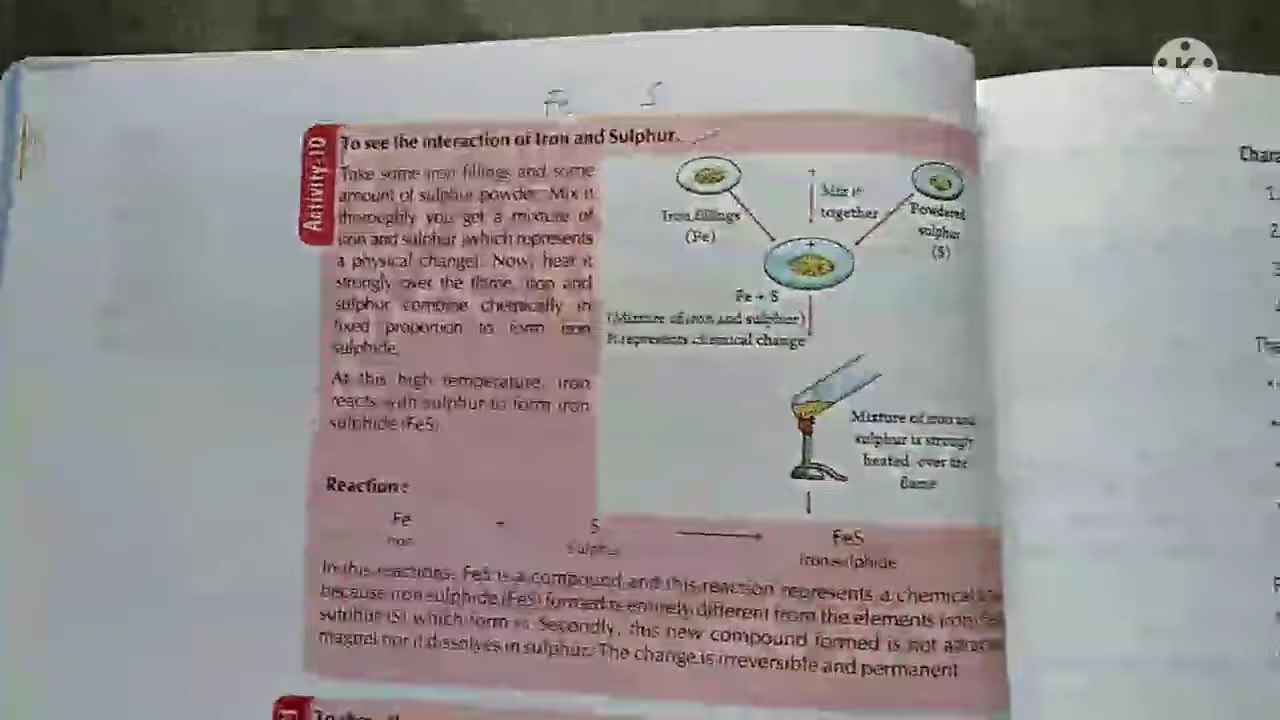 Fe S
Activity-10
To see the interaction of Iron and Sulphur.
Take some iron fillings and some
amount of sulphur powder. Mix it
thoroughly you get a mixture of
iron and sulphur (which represents
a physical change). Now, heat it
strongly over the flame, iron and
sulphur combine chemically in
fixed proportion to form iron
sulphide.
At this high temperature, iron
reacts with sulphur to form iron
sulphide (FeS).
Iron fillings
(Fe)
+
Mix it
together
Powdered
sulphur
(S)
Fe + S
(Mixture of iron and sulphur)
It represents chemical change
Mixture of iron and
sulphur is strongly
heated over the
flame
Reaction:
Fe + S FeS
Iron Sulphur Iron sulphide
In this reactions, FeS is a compound and this reaction represents a chemical
because iron sulphide (FeS) formed is entirely different from the elements iron
sulphur (S) which form it. Secondly, this new compound formed is not
magnet nor it dissolves in sulphur. The change is irreversible and permanent
Chara
1.
2.
The
K